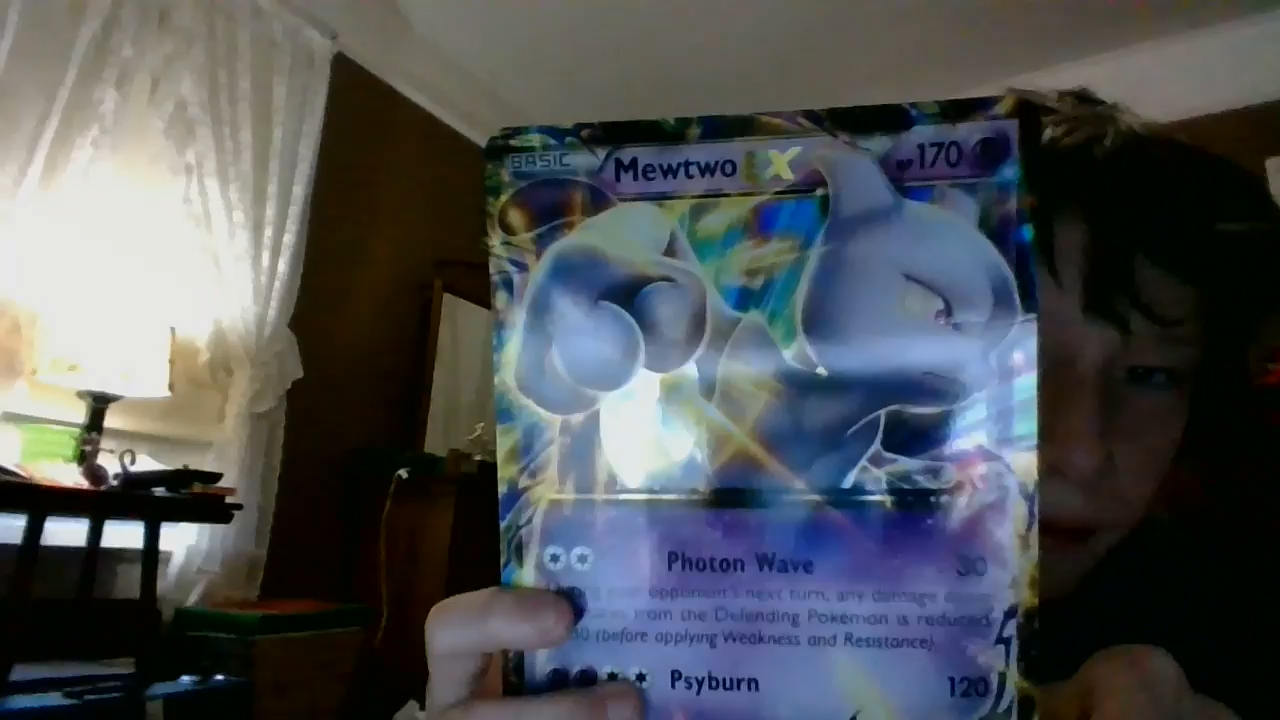 BASIC Mewtwo EX HP170
Photon Wave 30
opponent's next turn, any damage
from the Defending Pokémon is reduced
(before applying Weakness and Resistance).
Psyburn 120